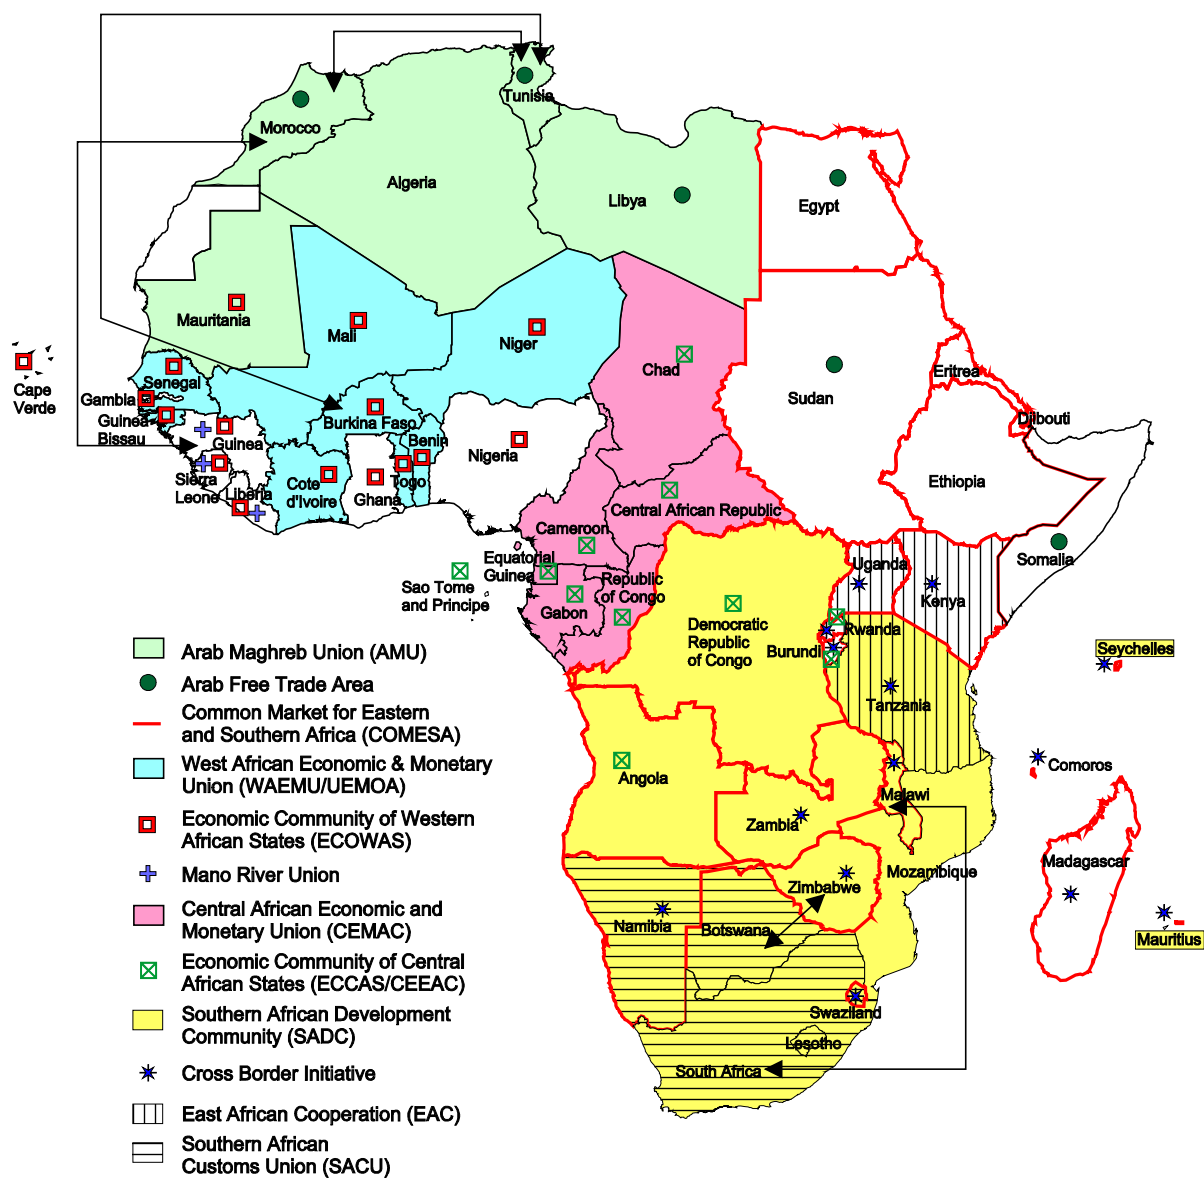 Tunisia
Morocco
Algeria
Libya
Egypt
Mauritania
Mali
Niger
Chad
Sudan
Eritrea
Cape
Verde
Senegal
Gambia
Guinea
Bissau
Burkina Faso
Benin
Djibouti
Guinea
Nigeria
Sierra
Leone
Liberia
Cote
d'Ivoire
Ghana
Togo
Ethiopia
Central African Republic
Cameroon
Equatorial
Guinea
Sao Tome
and Principe
Gabon
Republic
of Congo
Uganda
Kenya
Somalia
Democratic
Republic
of Congo
Rwanda
Burundi
Tanzania
Seychelles
Angola
Comoros
Malawi
Zambia
Mozambique
Madagascar
Zimbabwe
Namibia
Botswana
Mauritius
Swaziland
Lesotho
South Africa
Arab Maghreb Union (AMU)
Arab Free Trade Area
Common Market for Eastern
and Southern Africa (COMESA)
West African Economic & Monetary
Union (WAEMU/UEMOA)
Economic Community of Western
African States (ECOWAS)
Mano River Union
Central African Economic and
Monetary Union (CEMAC)
Economic Community of Central
African States (ECCAS/CEEAC)
Southern African Development
Community (SADC)
Cross Border Initiative
East African Cooperation (EAC)
Southern African
Customs Union (SACU)